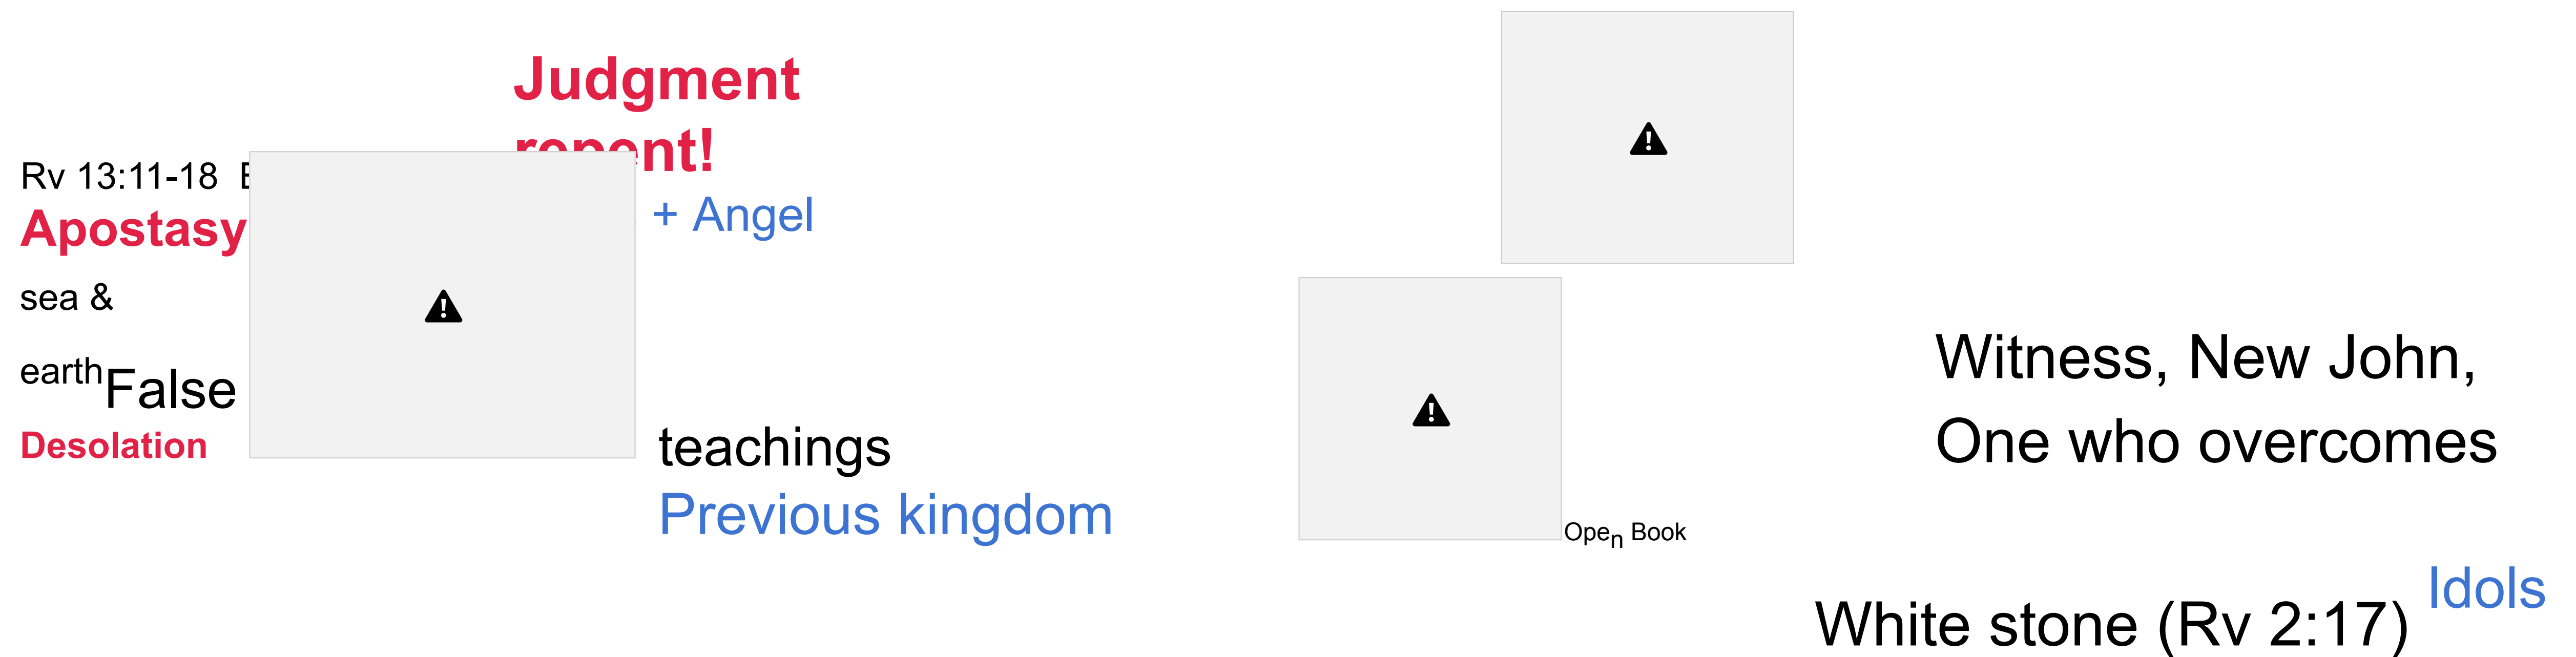 Judgment
repent!
Rv 13:11-18
Apostasy
+ Angel
sea &
earth
False
Desolation
teachings
Previous kingdom
Open Book
Witness, New John,
One who overcomes
Idols
White stone (Rv 2:17)